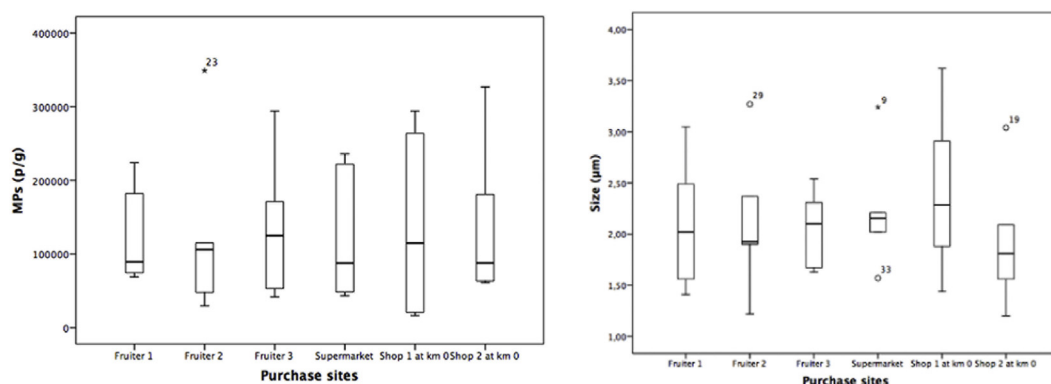 400000
300000
200000
100000
0
MPs (p/g)
23
Fruiter 1 Fruiter 2 Fruiter 3 Supermarket Shop 1 at km 0 Shop 2 at km 0
Purchase sites
4,00
3,50
3,00
2,50
2,00
1,50
1,00
Size (µm)
29
9
33
19
Fruiter 1 Fruiter 2 Fruiter 3 Supermarket Shop 1 at km 0 Shop 2 at km 0
Purchase sites